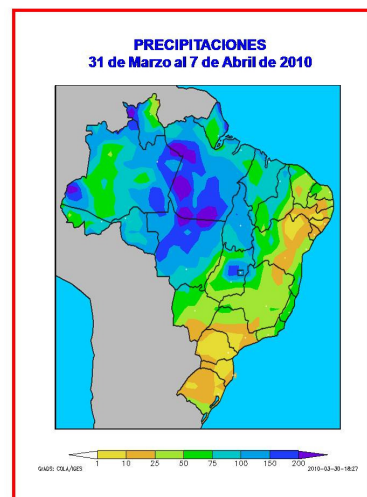 PRECIPITACIONES
31 de Marzo al 7 de Abril de 2010
1 10 25 50 75 100 150 200
GrADS: COLA/IGES 2010-03-30-18:27